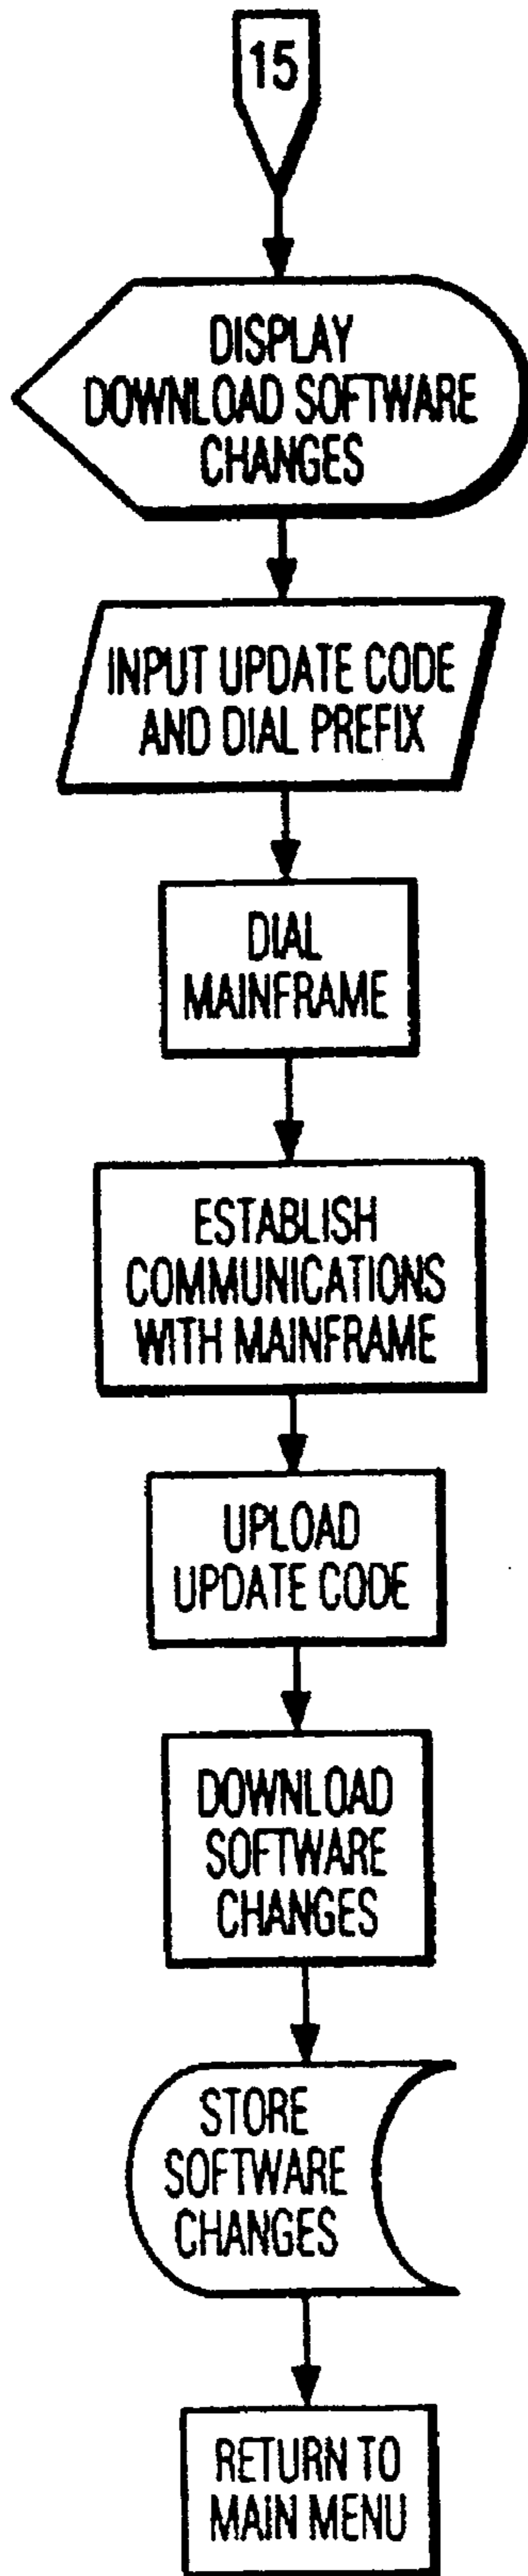 15
DISPLAY
DOWNLOAD SOFTWARE
CHANGES
INPUT UPDATE CODE
AND DIAL PREFIX
DIAL
MAINFRAME
ESTABLISH
COMMUNICATIONS
WITH MAINFRAME
UPLOAD
UPDATE CODE
DOWNLOAD
SOFTWARE
CHANGES
STORE
SOFTWARE
CHANGES
RETURN TO
MAIN MENU